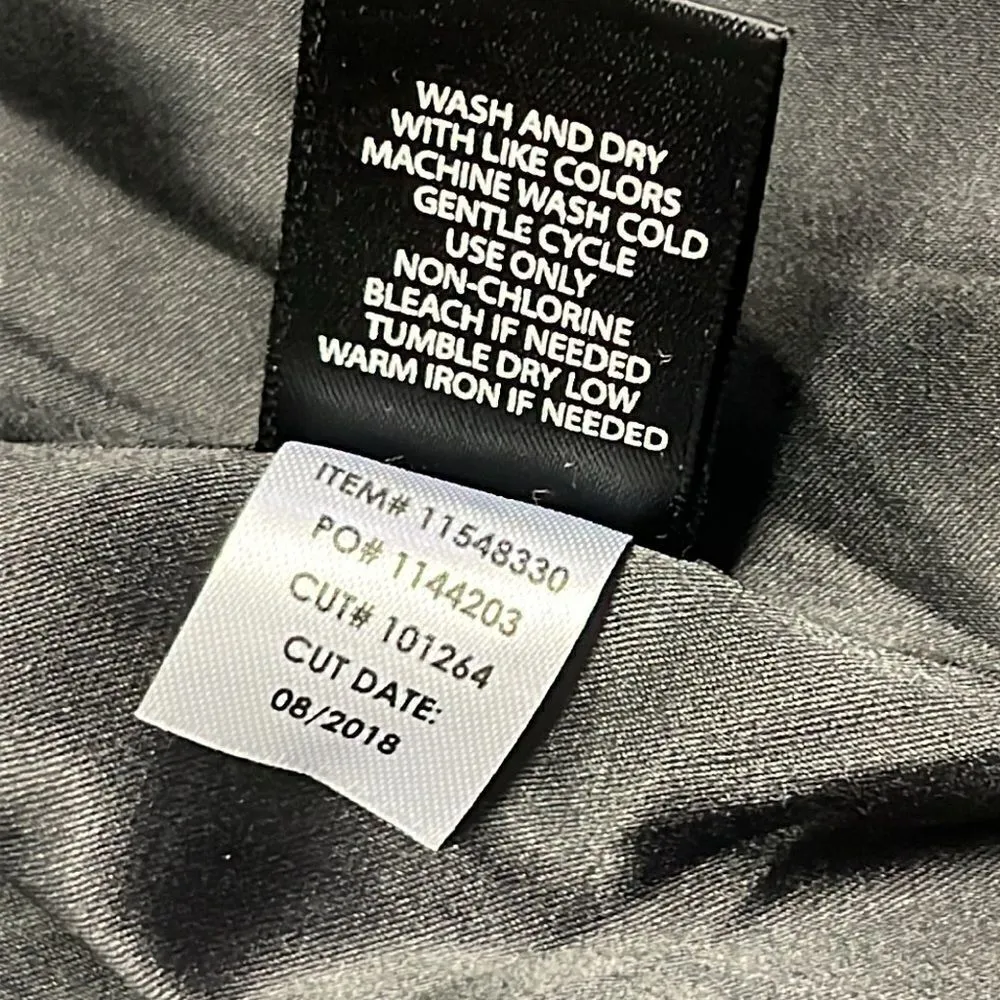 WASH AND DRY
WITH LIKE COLORS
MACHINE WASH COLD
GENTLE CYCLE
USE ONLY
NON-CHLORINE
BLEACH IF NEEDED
TUMBLE DRY LOW
WARM IRON IF NEEDED
ITEM# 11548330
PO# 1144203
CUT# 101264
CUT DATE:
08/2018